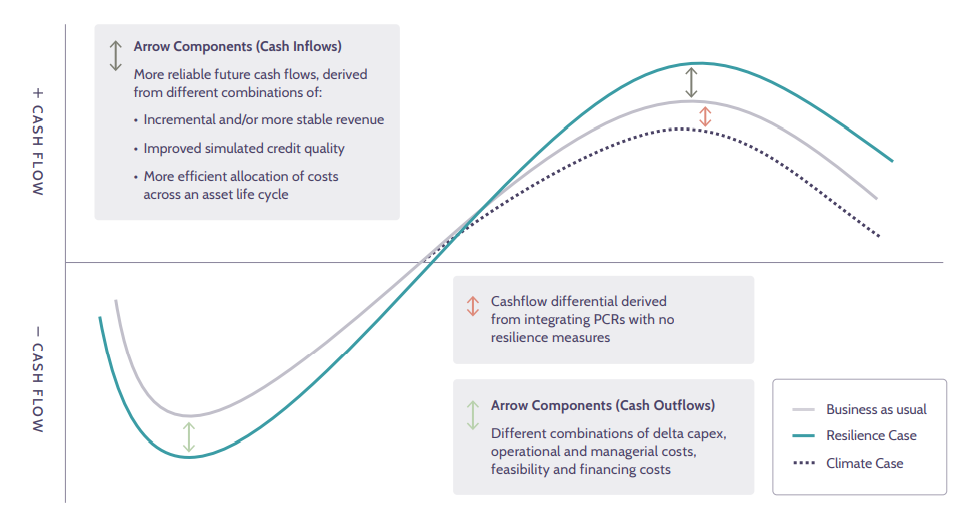 + CASH FLOW
− CASH FLOW
Arrow Components (Cash Inflows)
More reliable future cash flows, derived
from different combinations of:
• Incremental and/or more stable revenue
• Improved simulated credit quality
• More efficient allocation of costs
across an asset life cycle
Cashflow differential derived
from integrating PCRs with no
resilience measures
Arrow Components (Cash Outflows)
Different combinations of delta capex,
operational and managerial costs,
feasibility and financing costs
Business as usual
Resilience Case
Climate Case